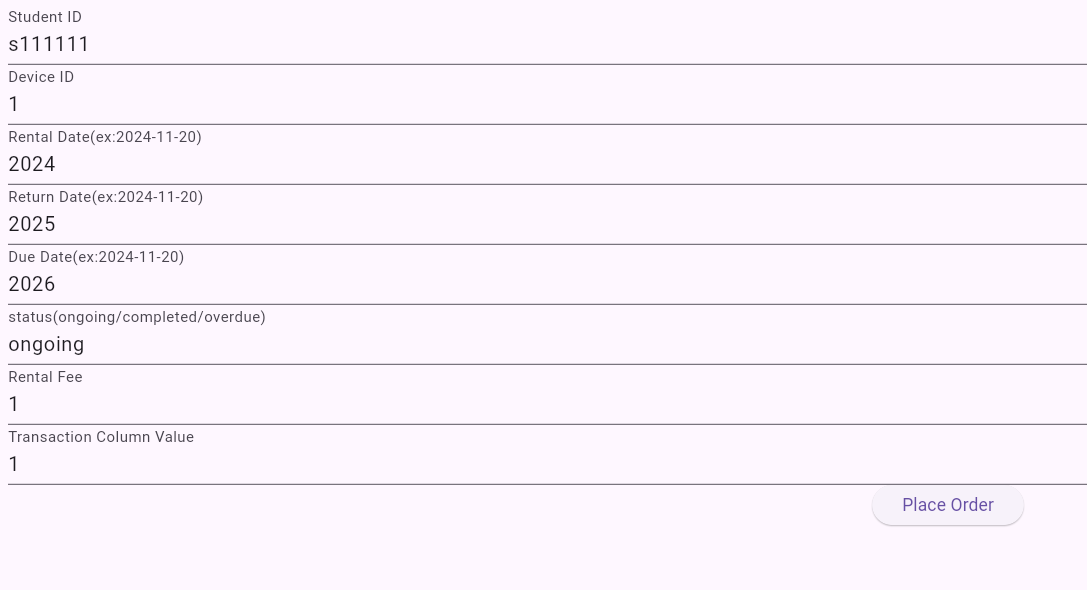 Student ID
s111111
Device ID
1
Rental Date(ex:2024-11-20)
2024
Return Date(ex:2024-11-20)
2025
Due Date(ex:2024-11-20)
2026
status(ongoing/completed/overdue)
ongoing
Rental Fee
1
Transaction Column Value
1
Place Order